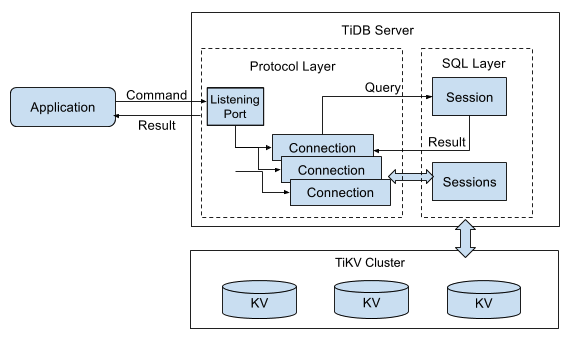 TiDB Server
Protocol Layer
SQL Layer
Application
Command
Result
Listening
Port
Query
Session
Connection
Result
Connection
Connection
Sessions
TiKV Cluster
KV
KV
KV